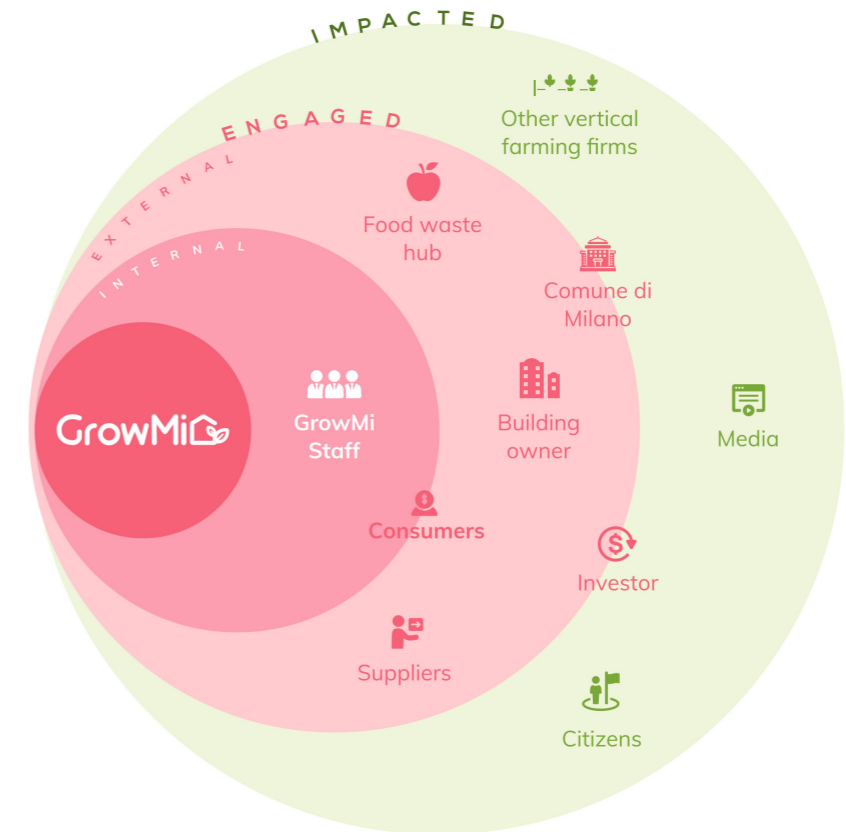 IMPACTED
Other vertical
farming firms
ENGAGED
EXTERNAL
Food waste
hub
INTERNAL
Comune di
Milano
GrowMi
GrowMi
Staff
Building
owner
Media
Consumers
Investor
Suppliers
Citizens